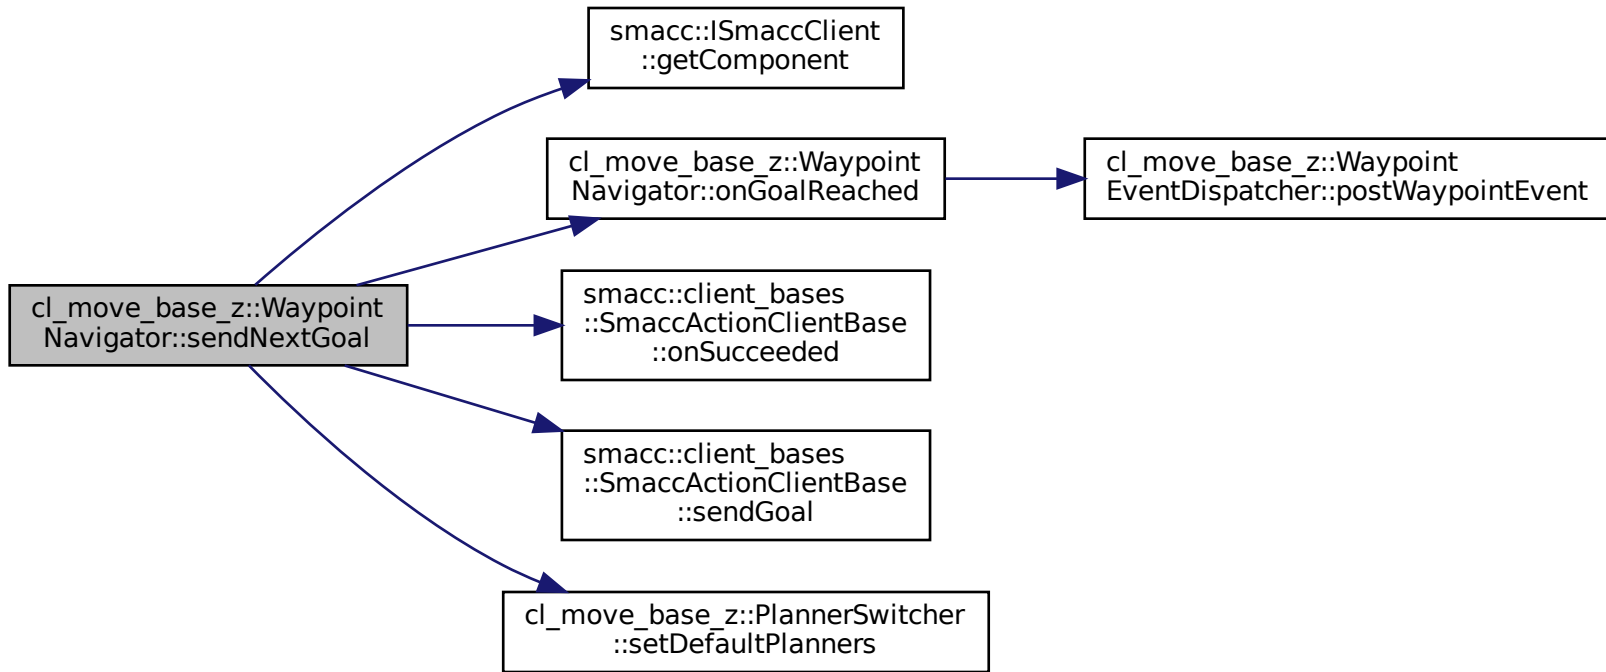 smacc::ISmaccClient
::getComponent
cl_move_base_z::Waypoint
Navigator::onGoalReached
cl_move_base_z::Waypoint
EventDispatcher::postWaypointEvent
cl_move_base_z::Waypoint
Navigator::sendNextGoal
smacc::client_bases
::SmaccActionClientBase
::onSucceeded
smacc::client_bases
::SmaccActionClientBase
::sendGoal
cl_move_base_z::PlannerSwitcher
::setDefaultPlanners